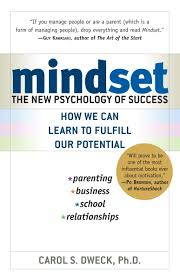 "If you manage people or are a parent (which is a
form of managing people), drop everything and read Mindset."
—GUY KAWASAKI, author of The Art of the Start
mindset
THE NEW PSYCHOLOGY OF SUCCESS
HOW WE CAN
LEARN TO FULFILL
OUR POTENTIAL
*parenting
*business
*school
*relationships
"Will prove to be
one of the most
influential books ever
about motivation."
—PO BRONSON, author of
NurtureShock
CAROL S. DWECK, Ph.D.